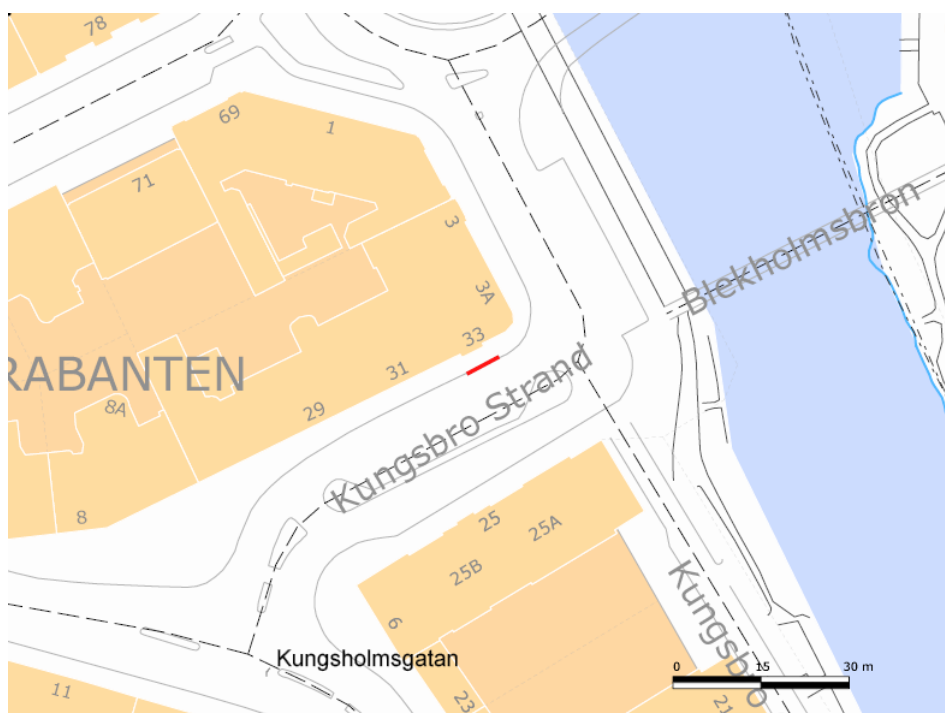 78
69
1
71
3
3A
33
31
29
8A
8
RABANTEN
Blekholmsbron
Kungsbro Strand
25
25A
25B
6
23
21
11
Kungsbro
Kungsholmsgatan
0 15 30 m